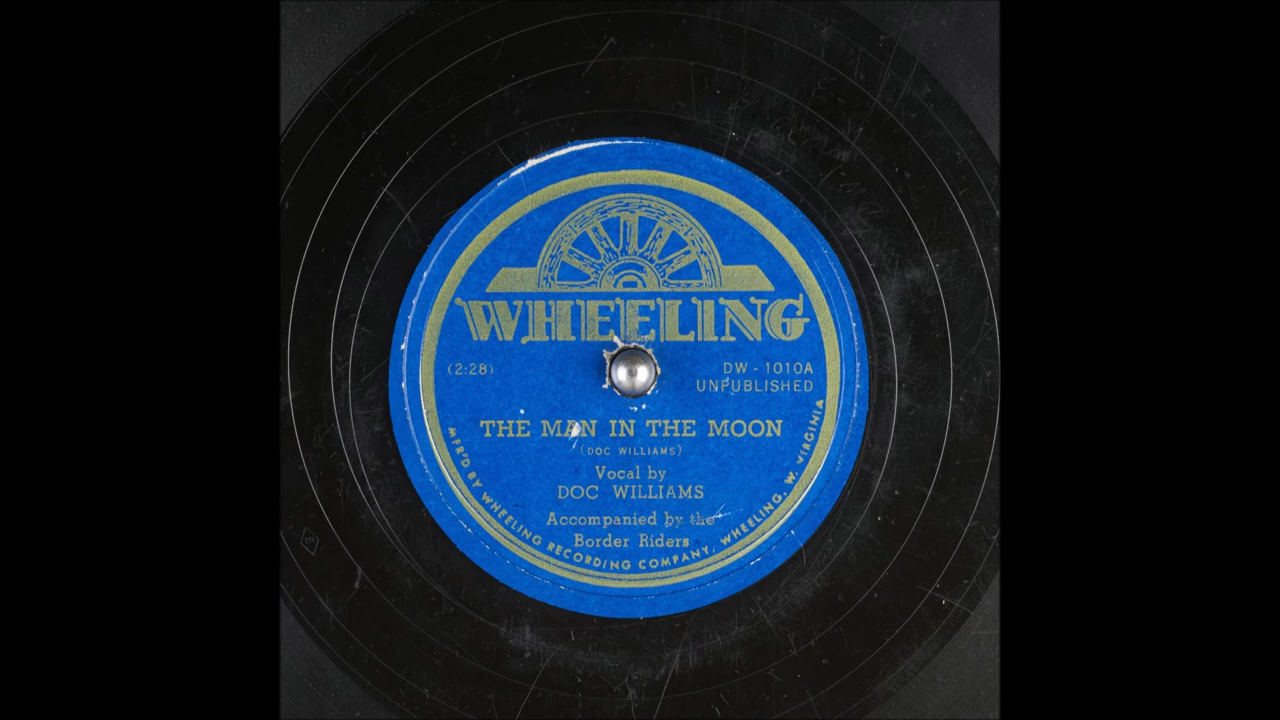 WHEELING
(2:28)
DW - 1010A
UNPUBLISHED
THE MAN IN THE MOON
(DOC WILLIAMS)
Vocal by
DOC WILLIAMS
Accompanied by the
Border Riders
MFR'D BY WHEELING RECORDING COMPANY, WHEELING, W. VIRGINIA